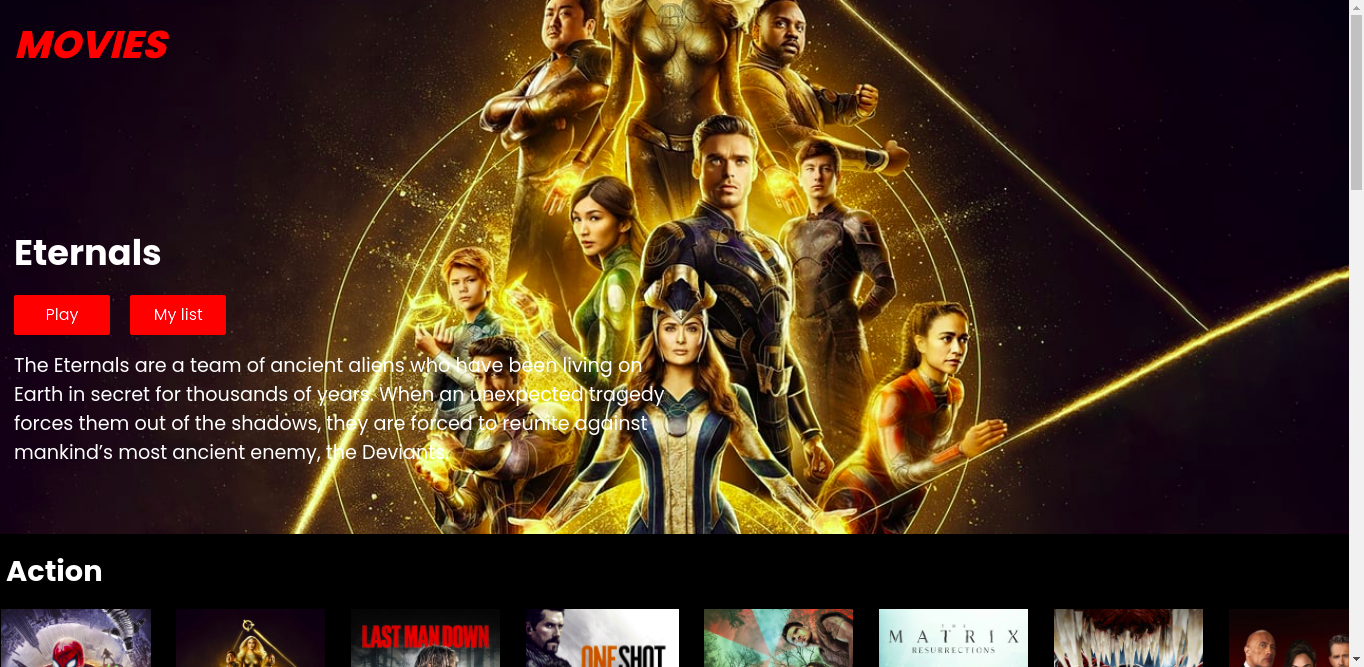 MOVIES
Eternals
Play
My list
The Eternals are a team of ancient aliens who have been living on
Earth in secret for thousands of years. When an unexpected tragedy
forces them out of the shadows, they are forced to reunite against
mankind’s most ancient enemy, the Deviants.
Action
LAST MAN DOWN
ONE SHOT
THE
MATRIX
RESURRECTIONS